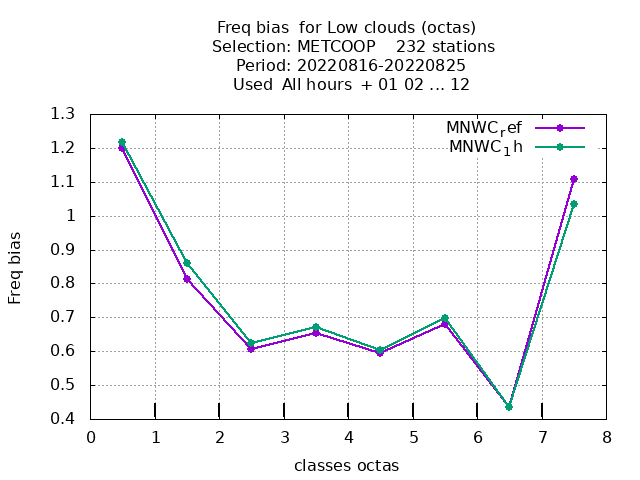 Freq bias  for Low clouds (octas)
Selection: METCOOP    232 stations
Period: 20220816-20220825
Used  All hours  + 01 02 ... 12
MNWCref
MNWC1h
1.3
1.2
1.1
1
0.9
0.8
0.7
0.6
0.5
0.4
Freq bias
0 1 2 3 4 5 6 7 8
classes octas